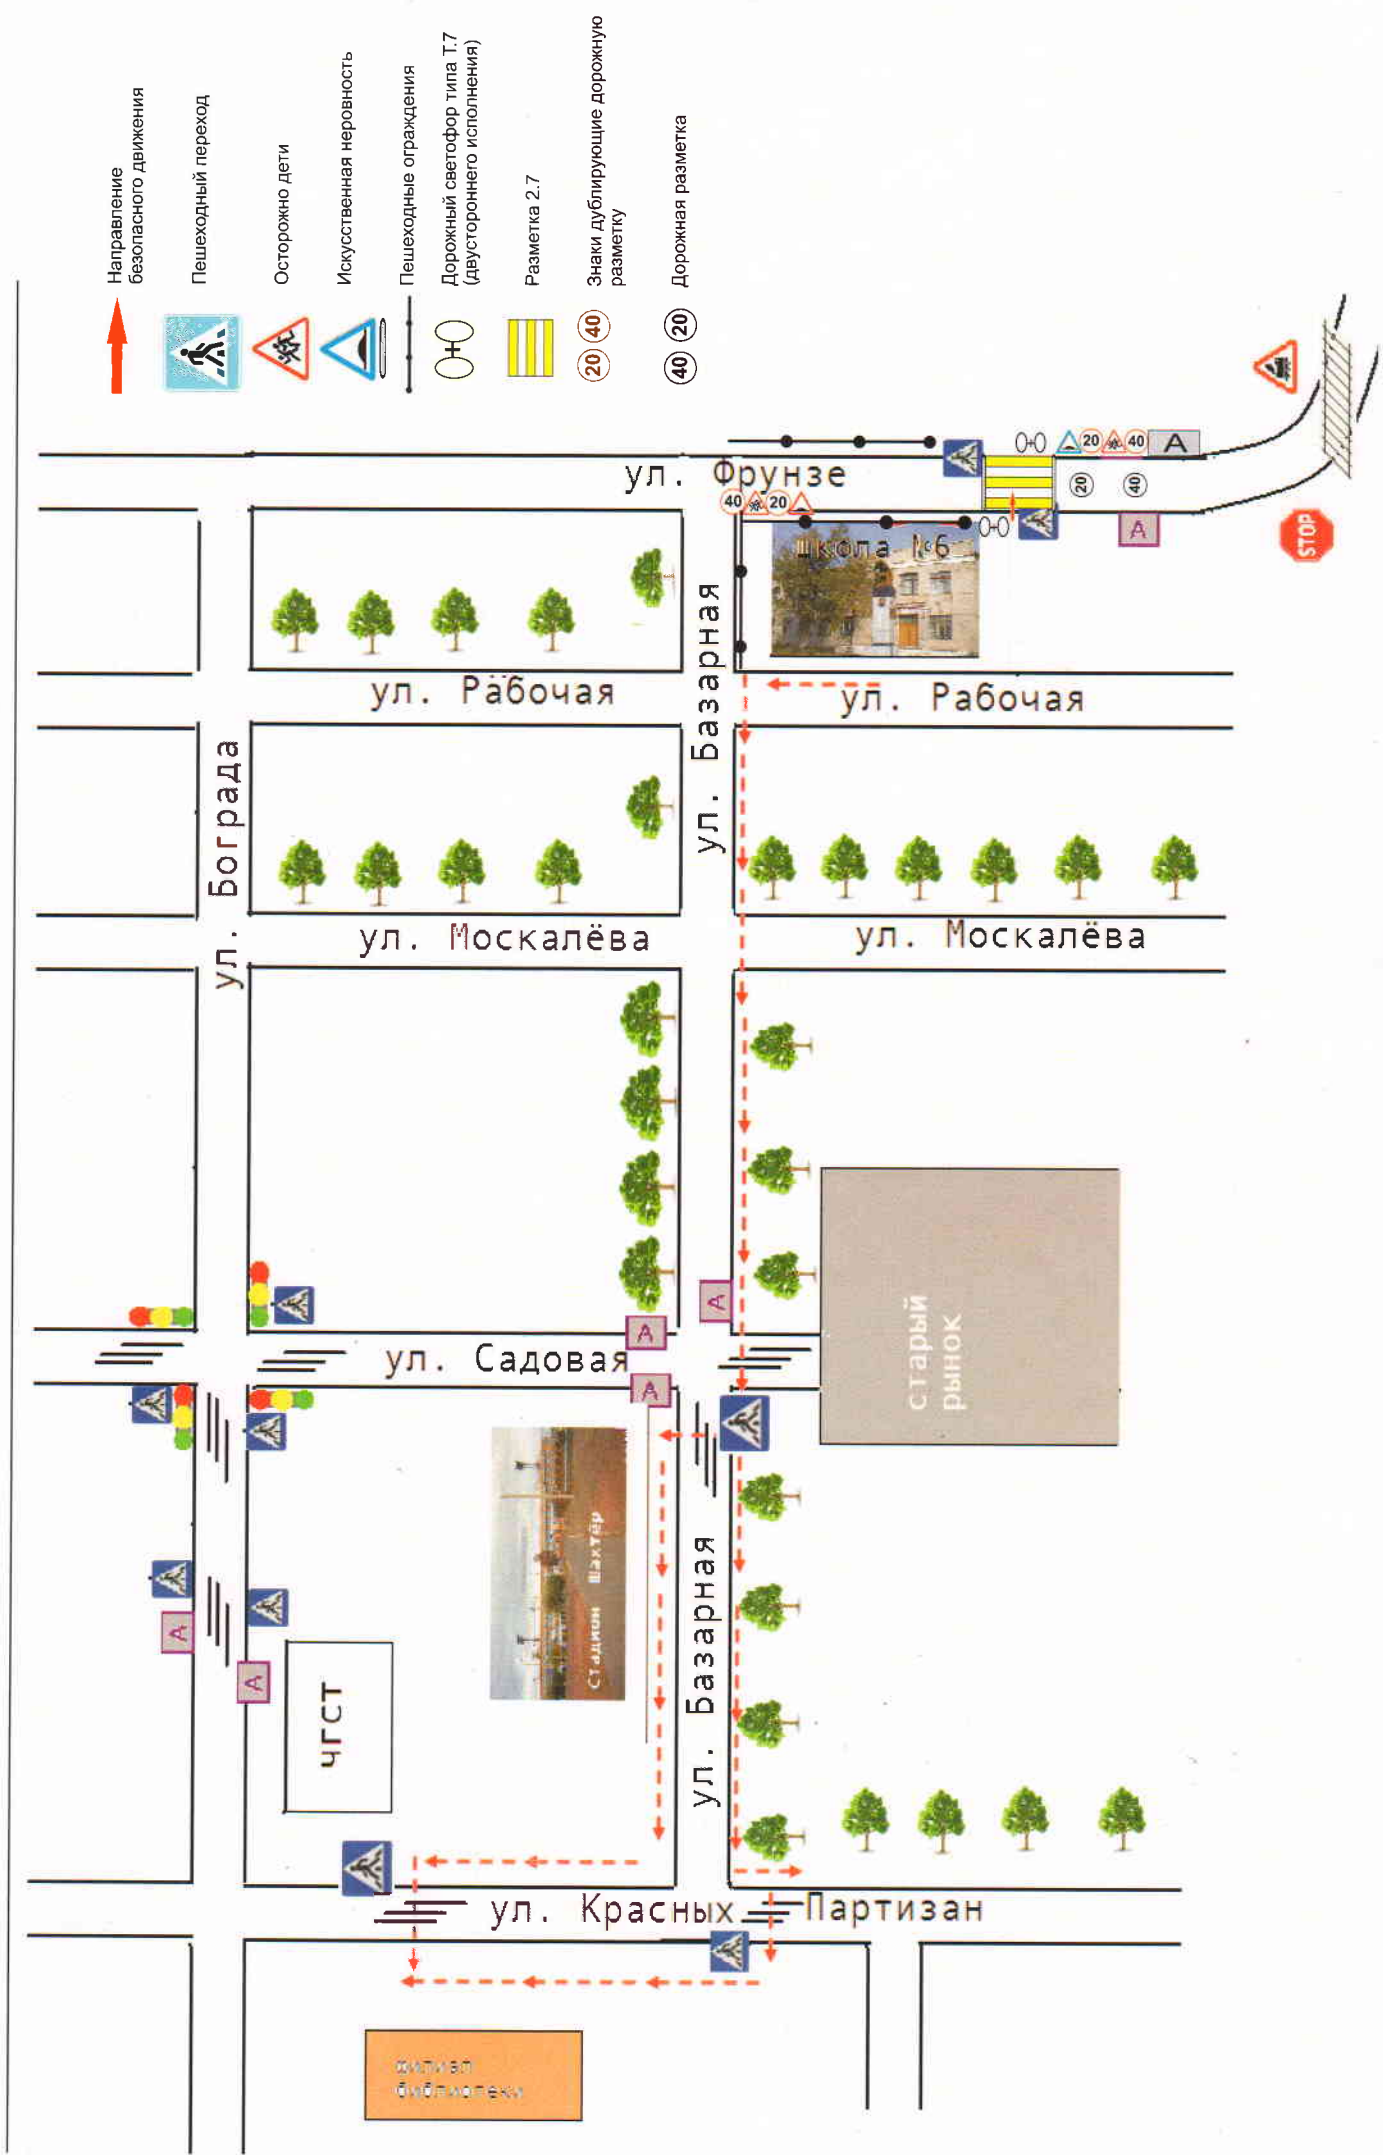 Направление
безопасного движения
Пешеходный переход
Осторожно дети
Искусственная неровность
Пешеходные ограждения
Дорожный светофор типа Т.7
(двустороннего исполнения)
Разметка 2.7
20 40
Знаки дублирующие дорожную
разметку
40 20
Дорожная разметка
ул. Фрунзе
40
20
школа №6
20
40
А
20
40
А
STOP
ул. Рабочая
ул. Рабочая
ул. Базарная
ул. Бограда
ул. Москалёва
ул. Москалёва
ул. Садовая
А
А
А
старый
рынок
Стадион Шахтёр
ул. Базарная
А
А
ЧГСТ
ул. Красных Партизан
филиал
библиотеки